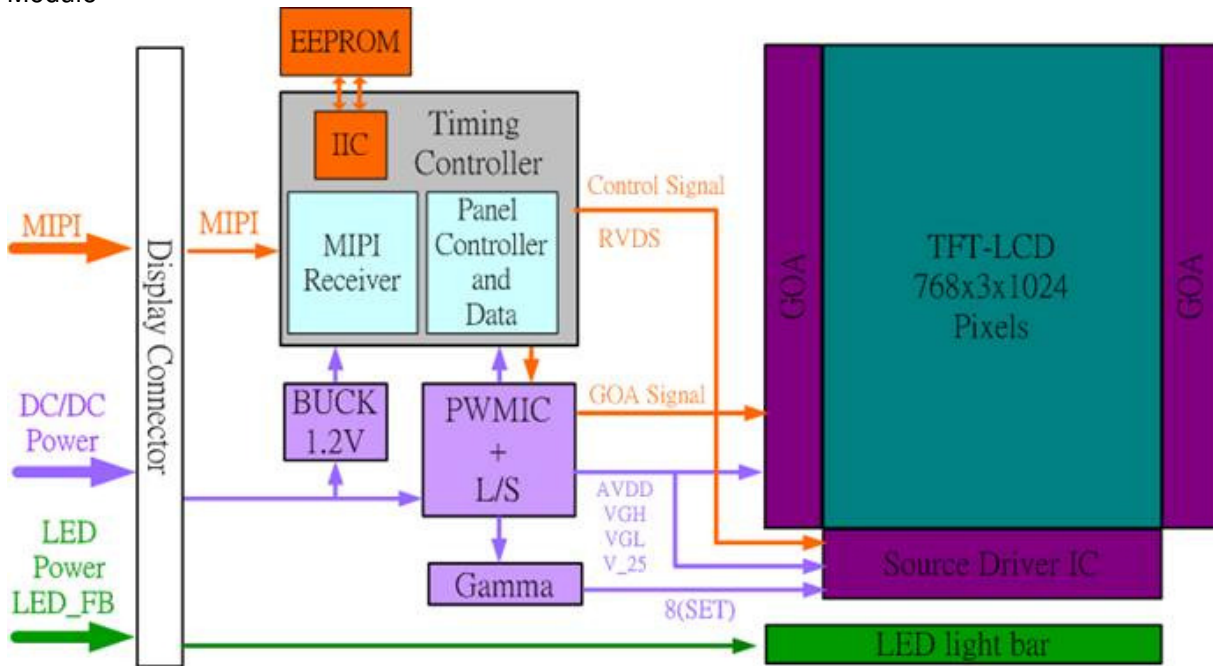 Module
EEPROM
IIC
Timing
Controller
MIPI
Receiver
Panel
Controller
and
Data
MIPI
MIPI
Display Connector
Control Signal
RVDS
GOA
TFT-LCD
768x3x1024
Pixels
GOA
DC/DC
Power
BUCK
1.2V
PWMIC
+
L/S
GOA Signal
AVDD
VGH
VGL
V_25
LED
Power
LED_FB
Gamma
8(SET)
Source Driver IC
LED light bar